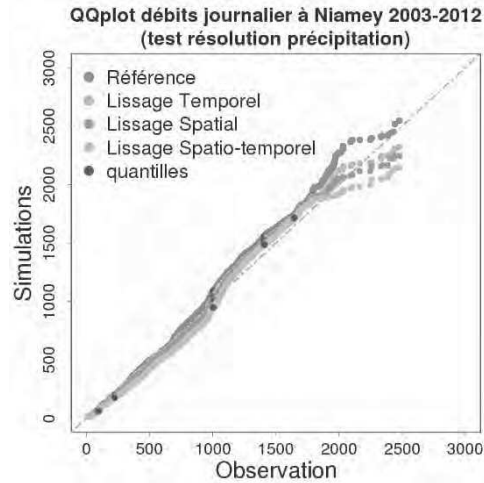 QQplot débits journalier à Niamey 2003-2012
(test résolution précipitation)
Référence
Lissage Temporel
Lissage Spatial
Lissage Spatio-temporel
quantilles
Simulations
3000
2500
2000
1500
1000
500
0
0 500 1000 1500 2000 2500 3000
Observation